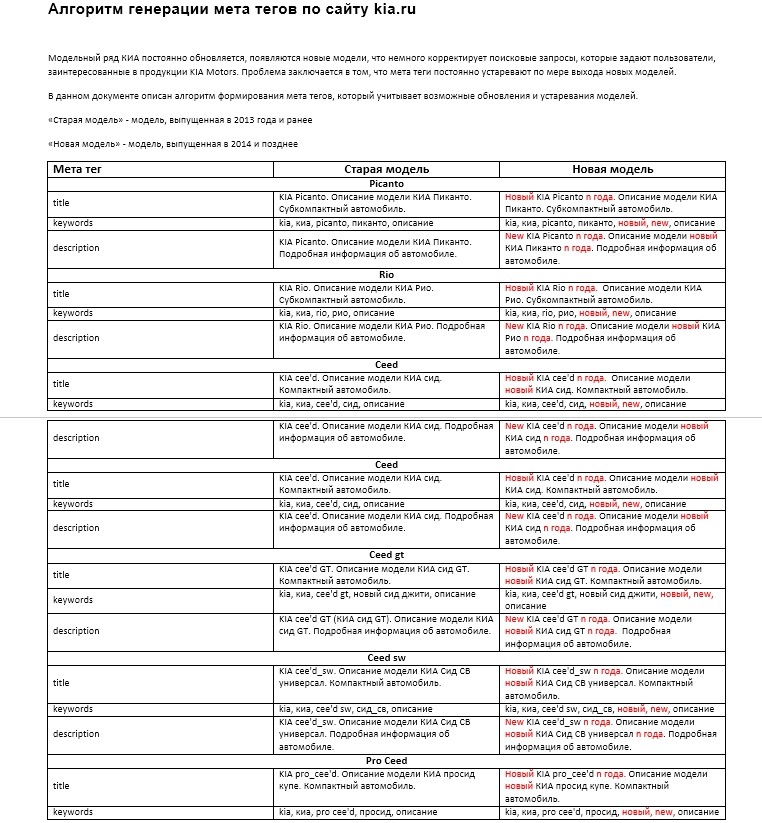 Алгоритм генерации мета тегов по сайту kia.ru
Модельный ряд КИА постоянно обновляется, появляются новые модели, что немного корректирует поисковые запросы, которые задают пользователи,
заинтересованные в продукции KIA Motors. Проблема заключается в том, что мета теги постоянно устаревают по мере выхода новых моделей.
В данном документе описан алгоритм формирования мета тегов, который учитывает возможные обновления и устаревания моделей.
«Старая модель» - модель, выпущенная в 2013 года и ранее
«Новая модель» - модель, выпущенная в 2014 и позднее
Мета тег Старая модель Новая модель
Picanto
title
KIA Picanto. Описание модели КИА Пиканто.
Субкомпактный автомобиль.
Новый KIA Picanto n года. Описание модели КИА
Пиканто. Субкомпактный автомобиль.
keywords
kia, киа, picanto, пиканто, описание
kia, киа, picanto, пиканто, новый, new, описание
description
KIA Picanto. Описание модели КИА Пиканто.
Подробная информация об автомобиле.
New KIA Picanto n года. Описание модели новый
КИА Пиканто n года. Подробная информация об
автомобиле.
Rio
title
KIA Rio. Описание модели КИА Рио.
Субкомпактный автомобиль.
Новый KIA Rio n года. Описание модели КИА
Рио. Субкомпактный автомобиль.
keywords
kia, киа, rio, рио, описание
kia, киа, rio, рио, новый, new, описание
description
KIA Rio. Описание модели КИА Рио. Подробная
информация об автомобиле.
New KIA Rio n года. Описание модели новый КИА
Рио n года. Подробная информация об
автомобиле.
Ceed
title
KIA cee'd. Описание модели КИА сид.
Компактный автомобиль.
Новый KIA cee'd n года. Описание модели
новый КИА сид. Компактный автомобиль.
keywords
kia, киа, cee'd, сид, описание
kia, киа, cee'd, сид, новый, new, описание
description
KIA cee'd. Описание модели КИА сид. Подробная
информация об автомобиле.
New KIA cee'd n года. Описание модели новый
КИА сид n года. Подробная информация об
автомобиле.
Ceed
title
KIA cee'd. Описание модели КИА сид.
Компактный автомобиль.
Новый KIA cee'd n года. Описание модели новый
КИА сид. Компактный автомобиль.
keywords
kia, киа, cee'd, сид, описание
kia, киа, cee'd, сид, новый, new, описание
description
KIA cee'd. Описание модели КИА сид. Подробная
информация об автомобиле.
New KIA cee'd n года. Описание модели новый
КИА сид n года. Подробная информация об
автомобиле.
Ceed gt
title
KIA cee'd GT. Описание модели КИА сид GT.
Компактный автомобиль.
Новый KIA cee'd GT n года. Описание модели
новый КИА сид GT. Компактный автомобиль.
keywords
kia, киа, cee'd gt, новый сид джити, описание
kia, киа, cee'd gt, новый сид джити, новый, new,
описание
description
KIA cee'd GT (КИА сид GT). Описание модели КИА
сид GT. Подробная информация об автомобиле.
New KIA cee'd GT n года. Описание модели
новый КИА сид GT n года. Подробная
информация об автомобиле.
Ceed sw
title
KIA cee'd_sw. Описание модели КИА Сид СВ
универсал. Компактный автомобиль.
Новый KIA cee'd_sw n года. Описание модели
новый КИА Сид СВ универсал. Компактный
автомобиль.
keywords
kia, киа, cee'd sw, сид_св, описание
kia, киа, cee'd sw, сид_св, новый, new, описание
description
KIA cee'd_sw. Описание модели КИА Сид СВ
универсал. Подробная информация об
автомобиле.
New KIA cee'd_sw n года. Описание модели
новый КИА Сид СВ универсал n года. Подробная
информация об автомобиле.
Pro Ceed
title
KIA pro_cee'd. Описание модели КИА просид
купе. Компактный автомобиль.
Новый KIA pro_cee'd n года. Описание модели
новый КИА просид купе. Компактный
автомобиль.
keywords
kia, киа, pro cee'd, просид, описание
kia, киа, pro cee'd, просид, новый, new, описание